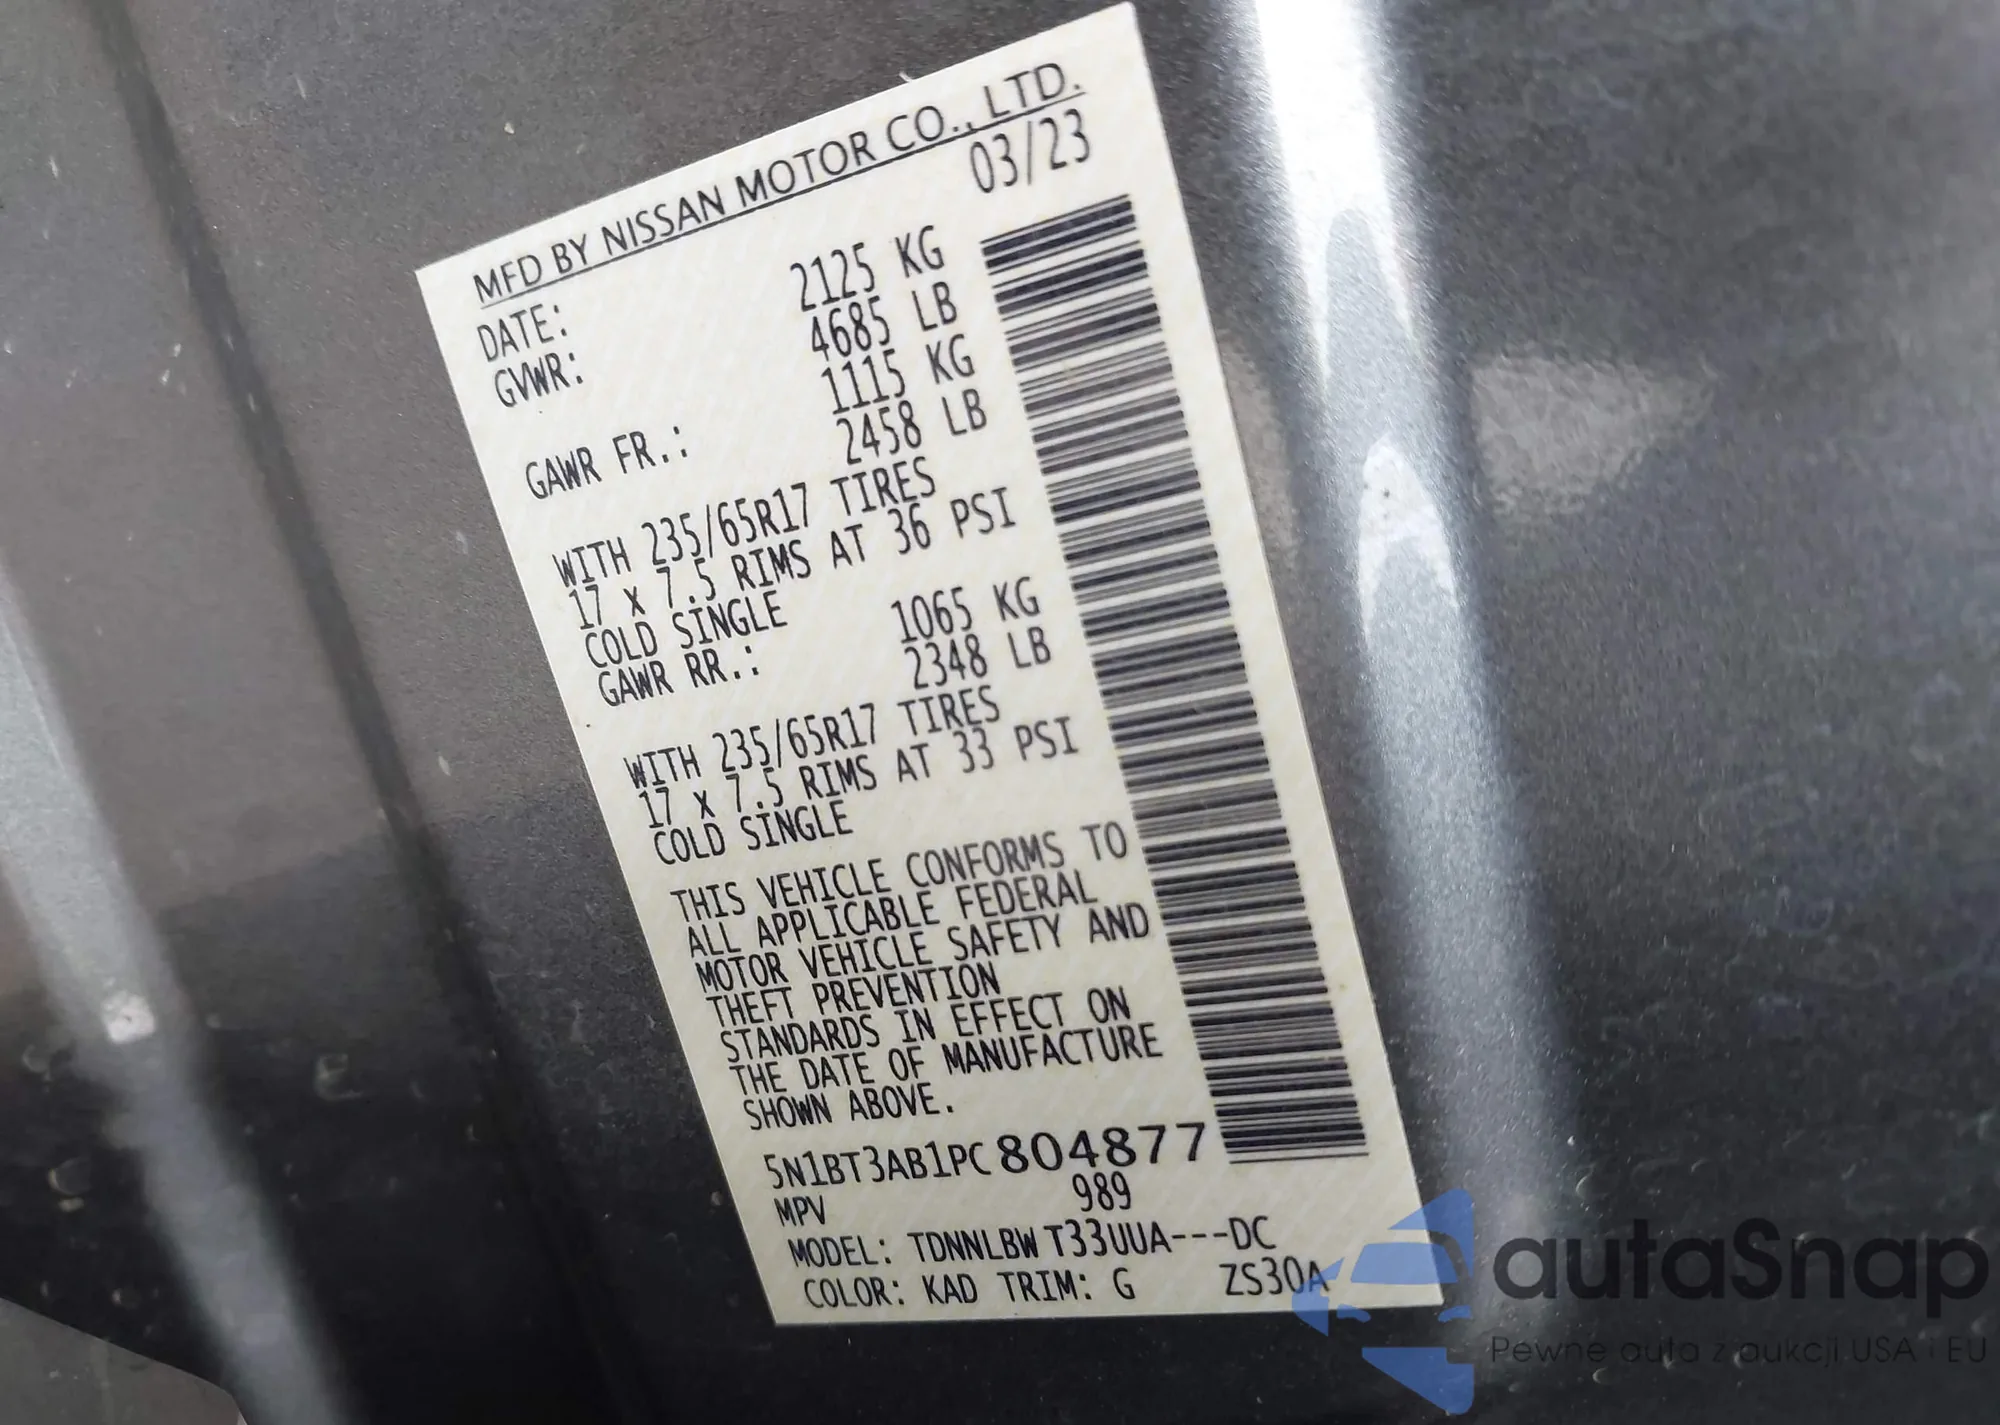 MFD BY NISSAN MOTOR CO., LTD.
DATE: 03/23
GVWR: 2125 KG
4685 LB
GAWR FR.: 1115 KG
2458 LB
WITH 235/65R17 TIRES
17 x 7.5 RIMS AT 36 PSI
COLD SINGLE
GAWR RR.: 1065 KG
2348 LB
WITH 235/65R17 TIRES
17 x 7.5 RIMS AT 33 PSI
COLD SINGLE
THIS VEHICLE CONFORMS TO
ALL APPLICABLE FEDERAL
MOTOR VEHICLE SAFETY AND
THEFT PREVENTION
STANDARDS IN EFFECT ON
THE DATE OF MANUFACTURE
SHOWN ABOVE.
5N1BT3AB1PC804877
MPV 989
MODEL: TDNNLBW T33UUA---DC
COLOR: KAD TRIM: G ZS30A
autaSnap
Pewne auta z aukcji USA i EU